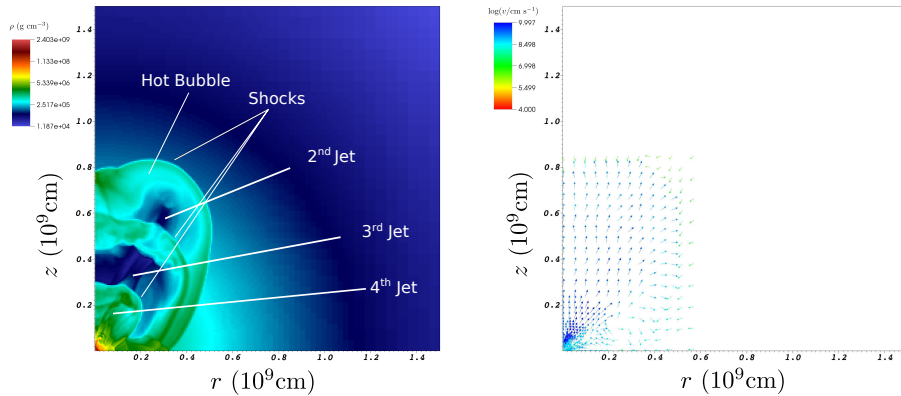 ρ (g cm⁻³)
2.403e+09
1.133e+08
5.339e+06
2.517e+05
1.187e+04
1.4
1.2
1.0
0.8
0.6
0.4
0.2
z (10⁹cm)
Hot Bubble
Shocks
2nd Jet
3rd Jet
4th Jet
0.2 0.4 0.6 0.8 1.0 1.2 1.4
r (10⁹cm)
log(v/cm s⁻¹)
9.997
8.498
6.998
5.499
4.000
1.4
1.2
1.0
0.8
0.6
0.4
0.2
z (10⁹cm)
0.2 0.4 0.6 0.8 1.0 1.2 1.4
r (10⁹cm)